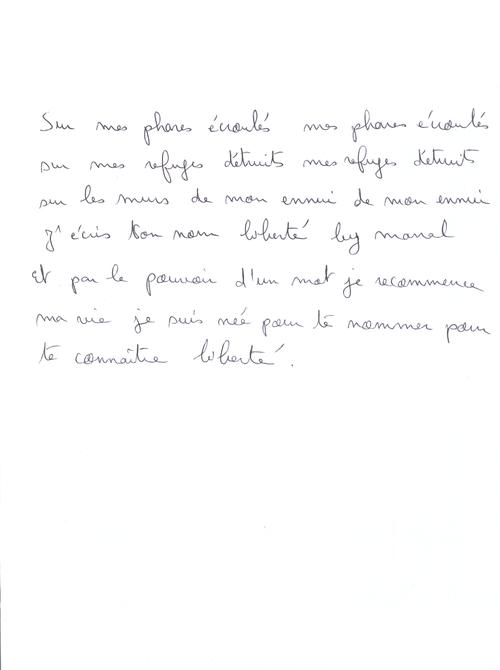 Sur mes phares écroulés mes phares écroulés
sur mes refuges détruits mes refuges détruits
sur les murs de mon ennui de mon ennui
J'écris ton nom liberté by manal
Et par le pouvoir d'un mot je recommence
ma vie je suis né pour te nommer pour
te connaître liberté.